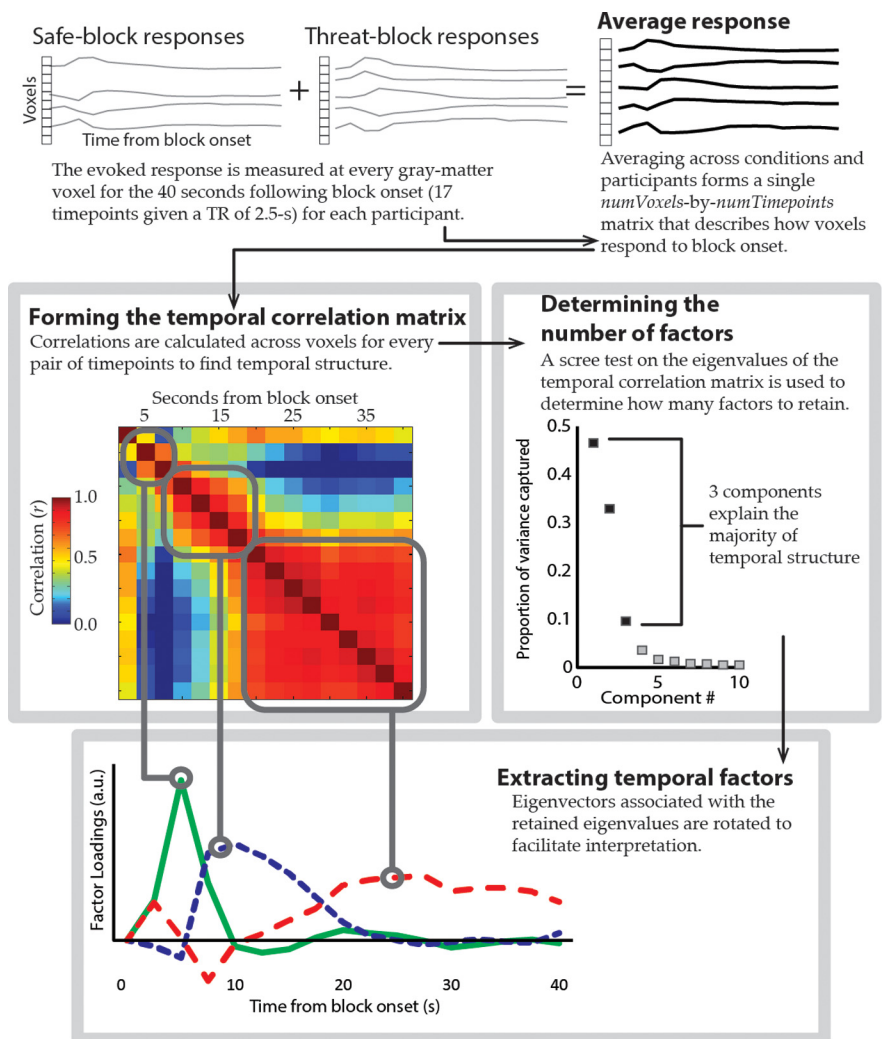 Safe-block responses
Threat-block responses
Average response
Voxels
+
=
Time from block onset
The evoked response is measured at every gray-matter
voxel for the 40 seconds following block onset (17
timepoints given a TR of 2.5-s) for each participant.
Averaging across conditions and
participants forms a single
numVoxels-by-numTimepoints
matrix that describes how voxels
respond to block onset.
Forming the temporal correlation matrix
Correlations are calculated across voxels for every
pair of timepoints to find temporal structure.
Seconds from block onset
5 15 25 35
Correlation (r)
1.0
0.5
0.0
Determining the
number of factors
A scree test on the eigenvalues of the
temporal correlation matrix is used to
determine how many factors to retain.
Proportion of variance captured
0.5
0.4
0.3
0.2
0.1
0
3 components
explain the
majority of
temporal structure
0 5 10
Component #
Extracting temporal factors
Eigenvectors associated with the
retained eigenvalues are rotated to
facilitate interpretation.
Factor Loadings (a.u.)
0 10 20 30 40
Time from block onset (s)